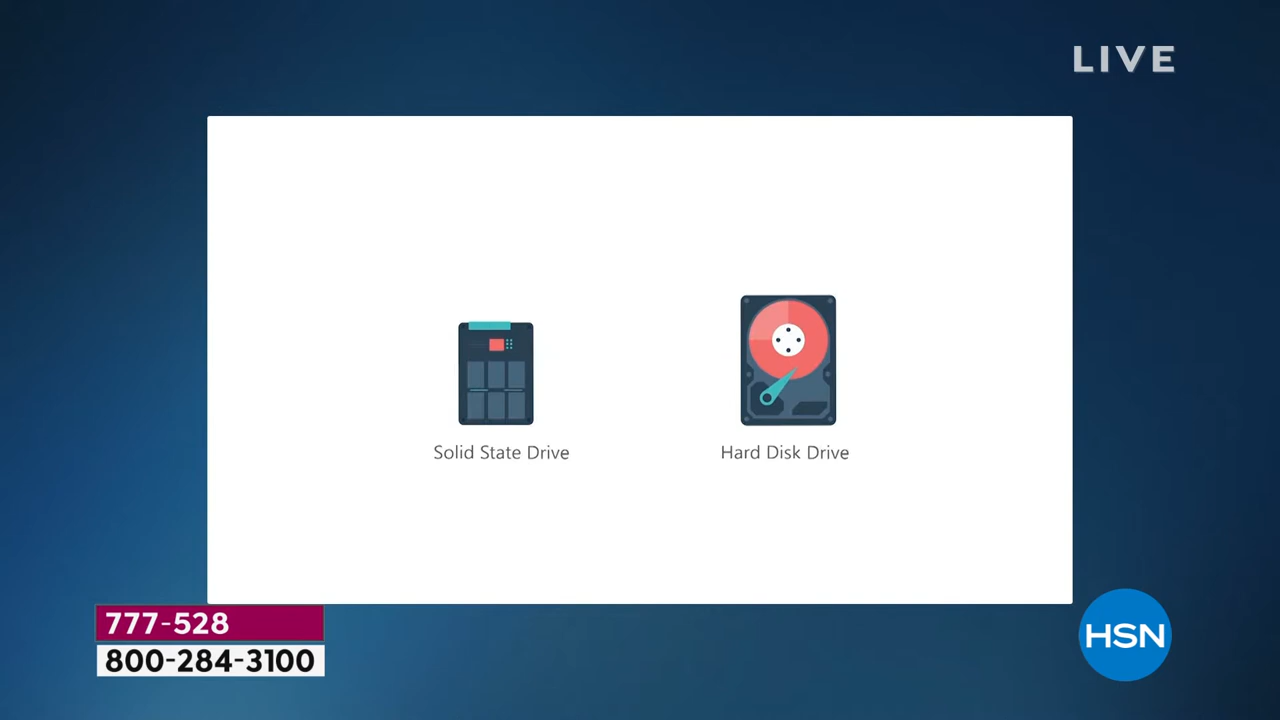 LIVE
Solid State Drive
Hard Disk Drive
777-528
800-284-3100
HSN